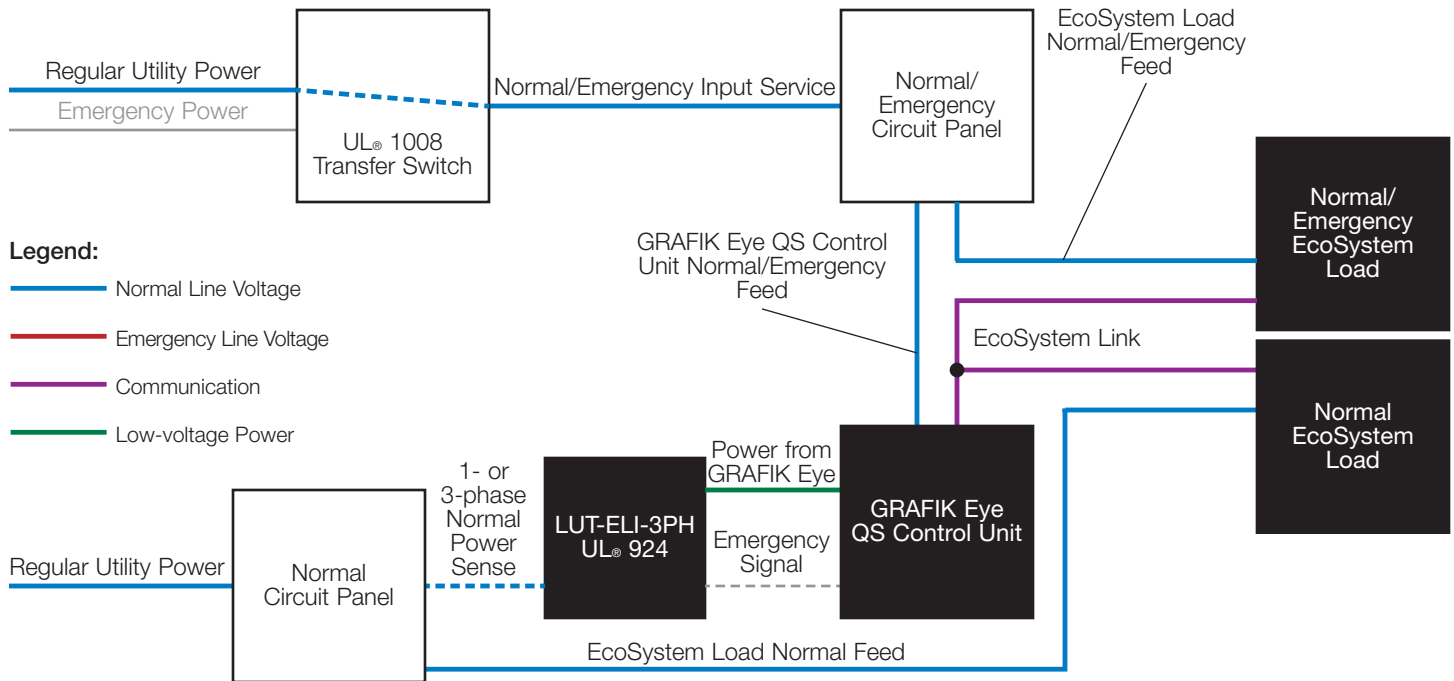 EcoSystem Load
Normal/Emergency
Feed
Regular Utility Power
Emergency Power
UL® 1008
Transfer Switch
Normal/Emergency Input Service
Normal/
Emergency
Circuit Panel
Normal/
Emergency
EcoSystem
Load
Legend:
Normal Line Voltage
Emergency Line Voltage
Communication
Low-voltage Power
GRAFIK Eye QS Control
Unit Normal/Emergency
Feed
EcoSystem Link
Normal
EcoSystem
Load
Regular Utility Power
Normal
Circuit Panel
1- or
3-phase
Normal
Power
Sense
LUT-ELI-3PH
UL® 924
Power from
GRAFIK Eye
Emergency
Signal
GRAFIK Eye
QS Control Unit
EcoSystem Load Normal Feed